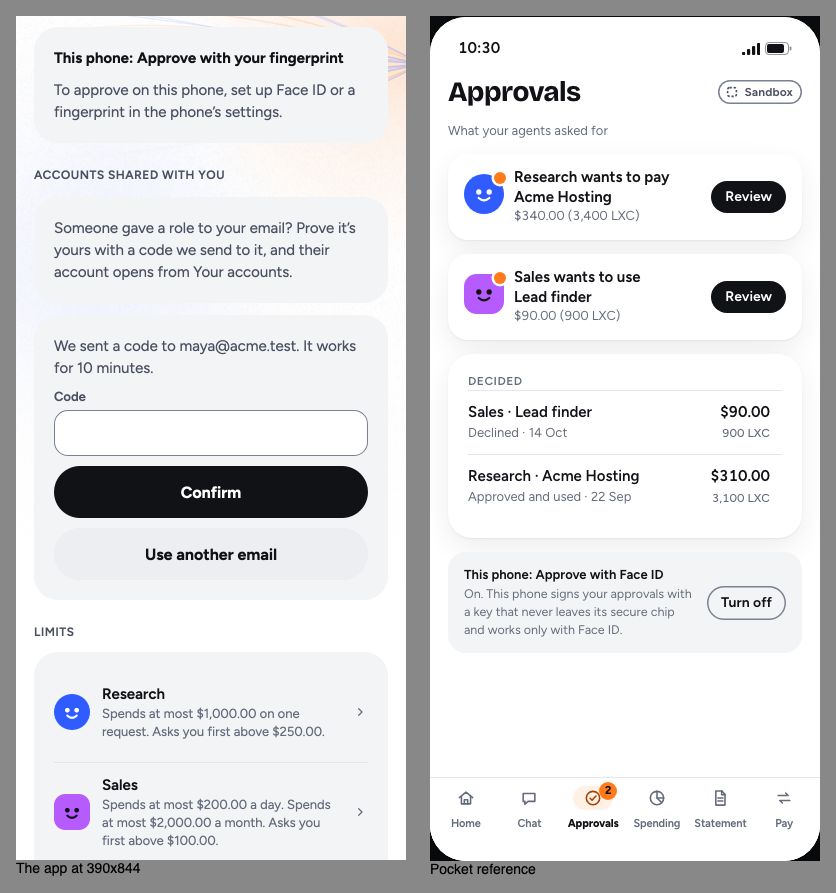 This phone: Approve with your fingerprint
To approve on this phone, set up Face ID or a
fingerprint in the phone's settings.
ACCOUNTS SHARED WITH YOU
Someone gave a role to your email? Prove it's
yours with a code we send to it, and their
account opens from Your accounts.
We sent a code to maya@acme.test. It works
for 10 minutes.
Code
Confirm
Use another email
LIMITS
Research
Spends at most $1,000.00 on one
request. Asks you first above $250.00.
Sales
Spends at most $200.00 a day. Spends
at most $2,000.00 a month. Asks you
first above $100.00.
The app at 390x844
10:30
Approvals
Sandbox
What your agents asked for
Research wants to pay
Acme Hosting
$340.00 (3,400 LXC)
Review
Sales wants to use
Lead finder
$90.00 (900 LXC)
Review
DECIDED
Sales · Lead finder
$90.00
Declined · 14 Oct
900 LXC
Research · Acme Hosting
$310.00
Approved and used · 22 Sep
3,100 LXC
This phone: Approve with Face ID
On. This phone signs your approvals with
a key that never leaves its secure chip
and works only with Face ID.
Turn off
2
Home
Chat
Approvals
Spending
Statement
Pay
Pocket reference